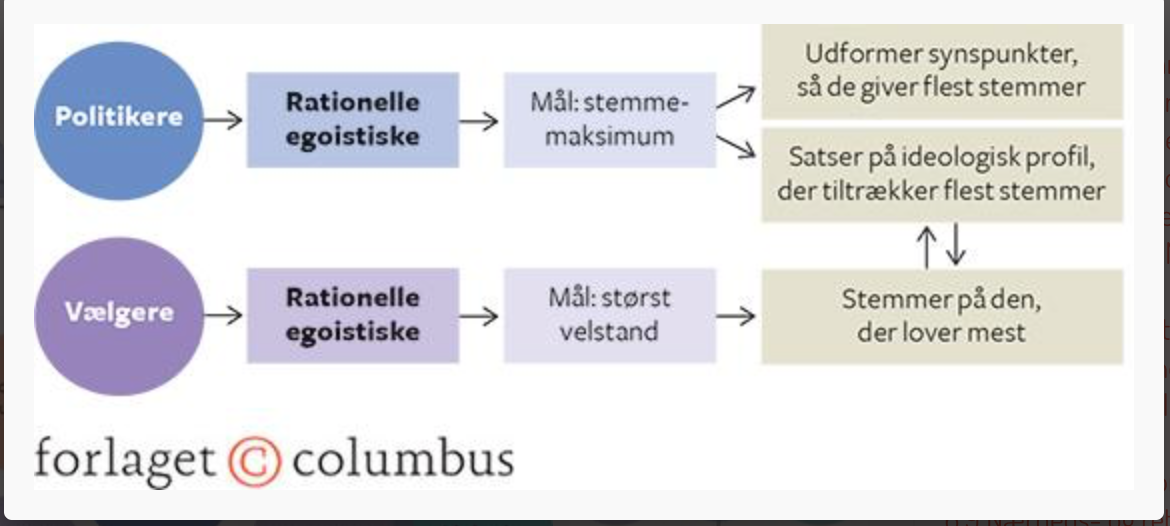 Politikere
Rationelle
egoistiske
Mål: stemme-
maksimum
Udformer synspunkter,
så de giver flest stemmer
Satser på ideologisk profil,
der tiltrækker flest stemmer
Vælgere
Rationelle
egoistiske
Mål: størst
velstand
Stemmer på den,
der lover mest
forlaget © columbus